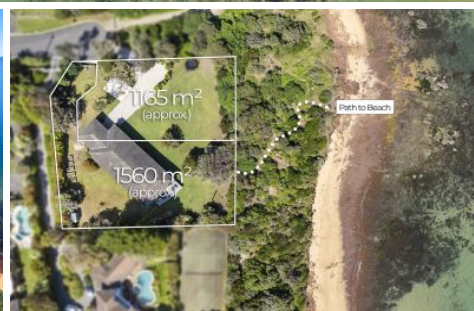 1165 m²
(approx)
Path to Beach
1560 m²
(approx)